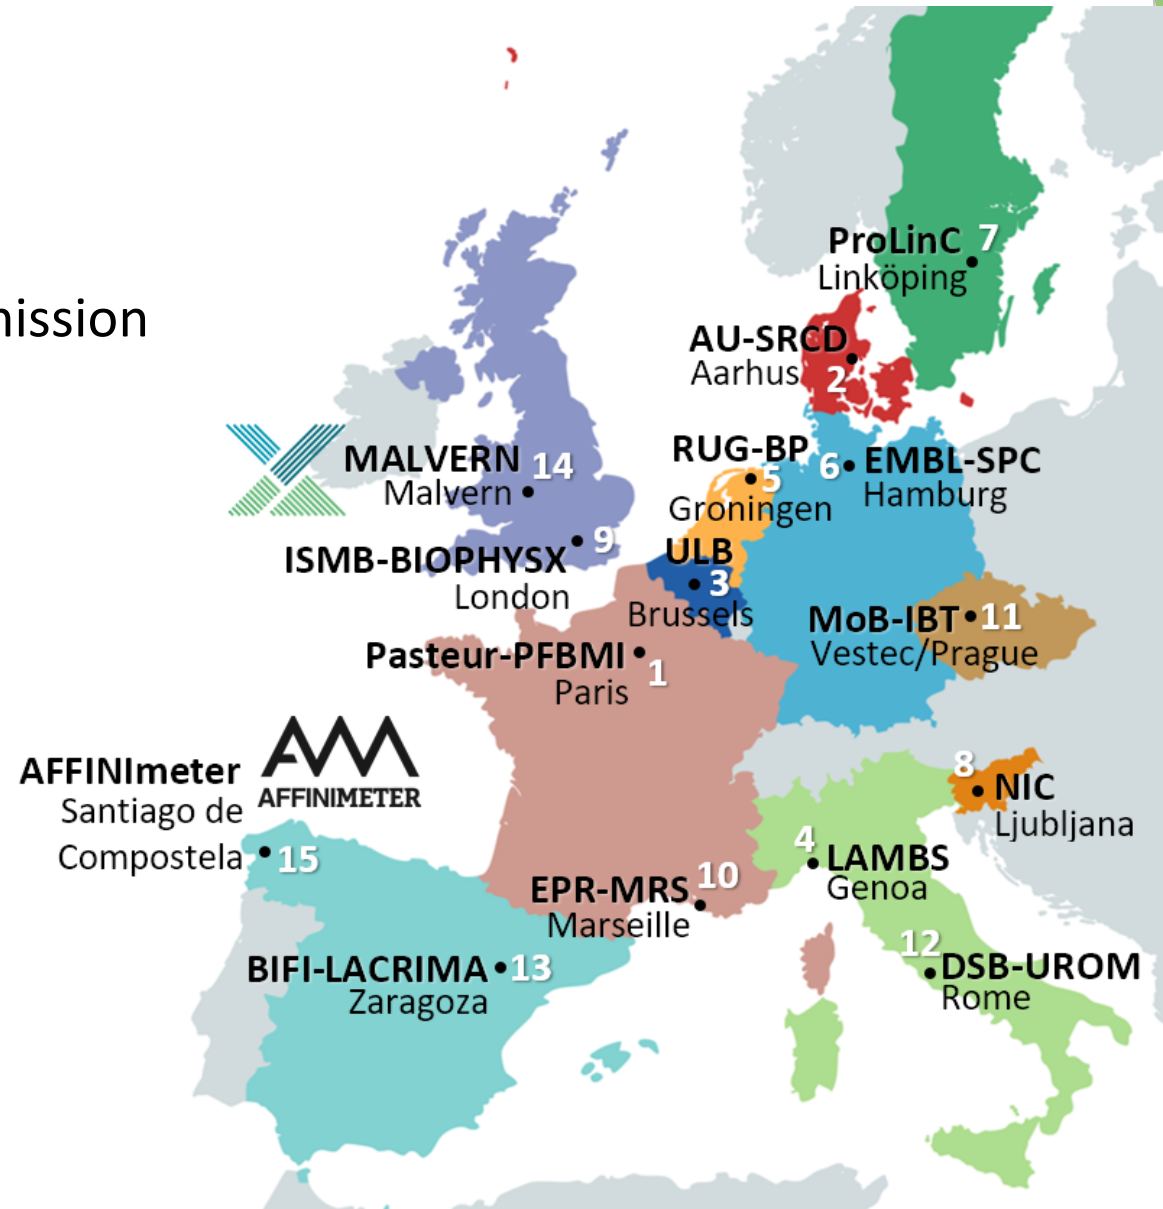 nission
ProLinC 7
Linköping
AU-SRCD
Aarhus 2
RUG-BP 5
Groningen
6 EMBL-SPC
Hamburg
MALVERN 14
Malvern
ISMB-BIOPHYSX 9
London
ULB
3
Brussels
MoB-IBT 11
Vestec/Prague
Pasteur-PFBMI 1
Paris
AFFINImeter
Santiago de
Compostela 15
AMA
AFFINIMETER
8 NIC
Ljubljana
4 LAMBS
Genoa
EPR-MRS 10
Marseille
12 DSB-UROM
Rome
BIFI-LACRIMA 13
Zaragoza